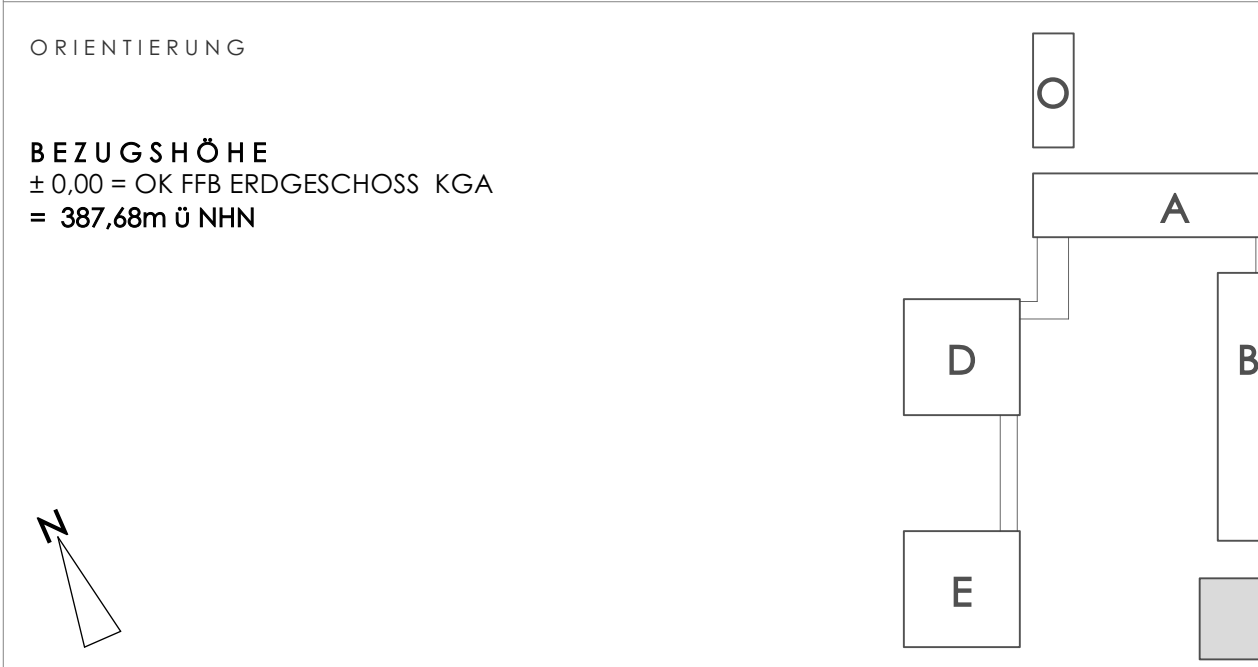 ORIENTIERUNG
BEZUGSHÖHE
± 0,00 = OK FFB ERDGESCHOSS KGA
= 387,68m ü NHN
O
A
D
B
N
E